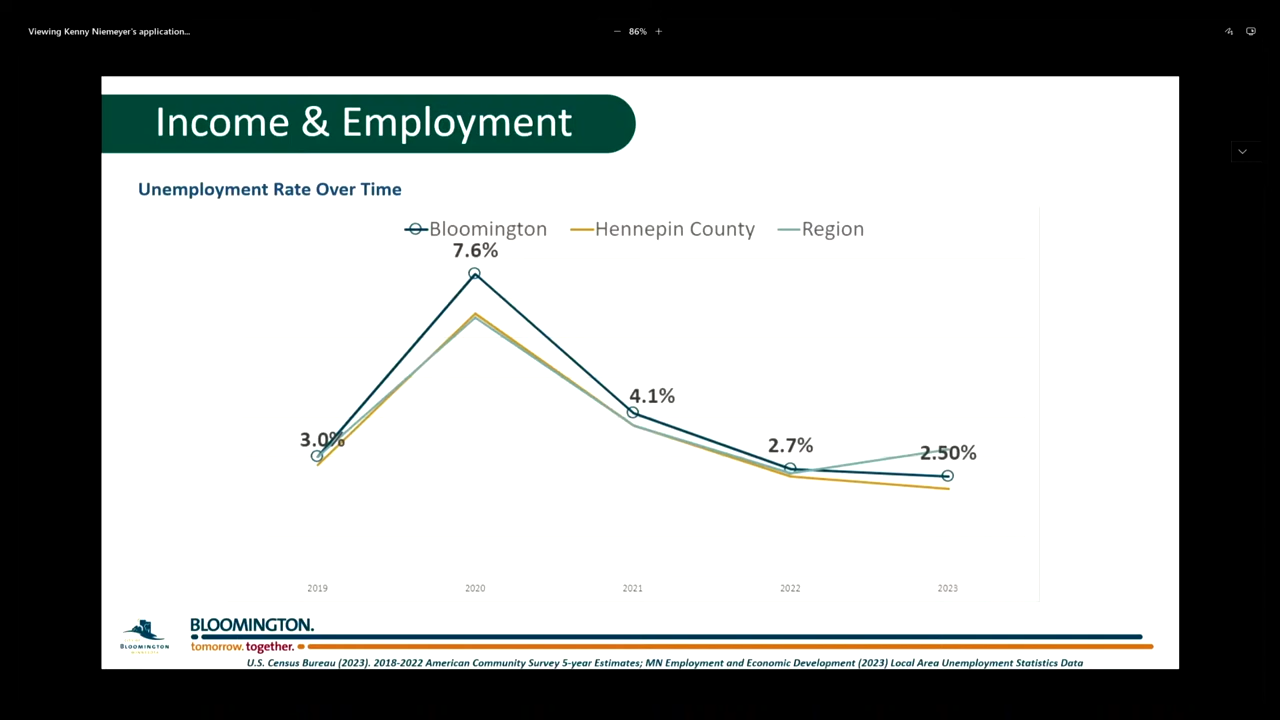 Viewing Kenny Niemeyer's application...
86%
Income & Employment
Unemployment Rate Over Time
Bloomington Hennepin County Region
7.6%
4.1%
3.0%
2.7%
2.50%
2019 2020 2021 2022 2023
BLOOMINGTON.
tomorrow. together.
BLOOMINGTON
U.S. Census Bureau (2023). 2018-2022 American Community Survey 5-year Estimates; MN Employment and Economic Development (2023) Local Area Unemployment Statistics Data